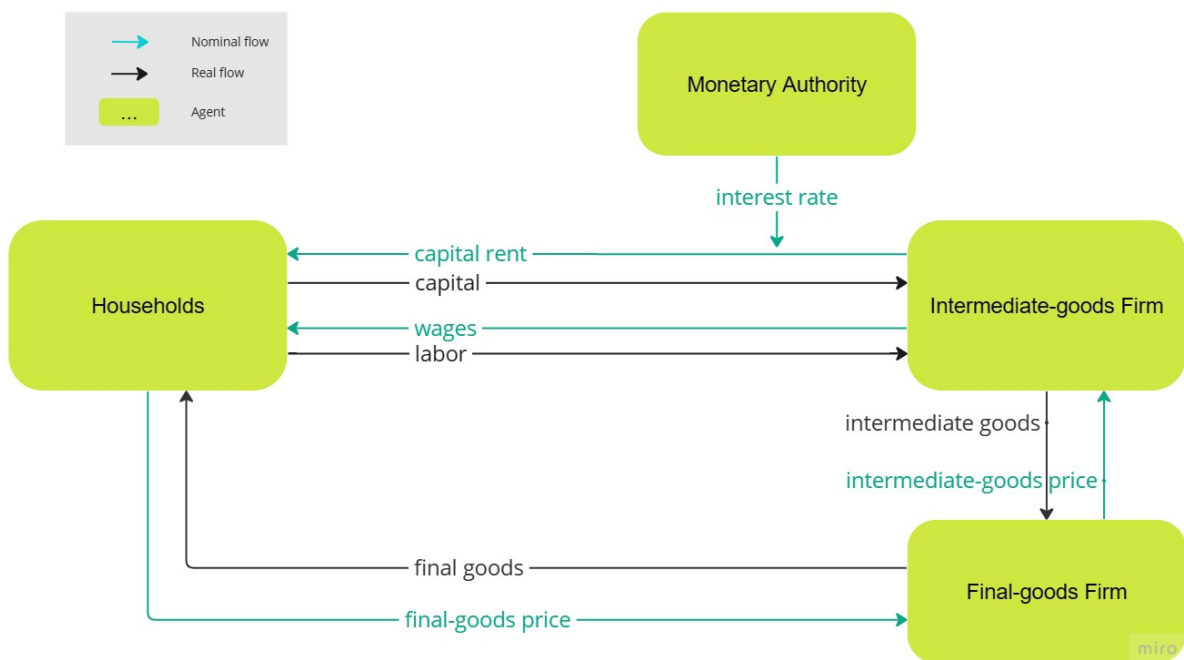 Nominal flow
Real flow
...
Agent
Monetary Authority
interest rate
capital rent
capital
Households
Intermediate-goods Firm
wages
labor
intermediate goods
intermediate-goods price
final goods
Final-goods Firm
final-goods price
miro